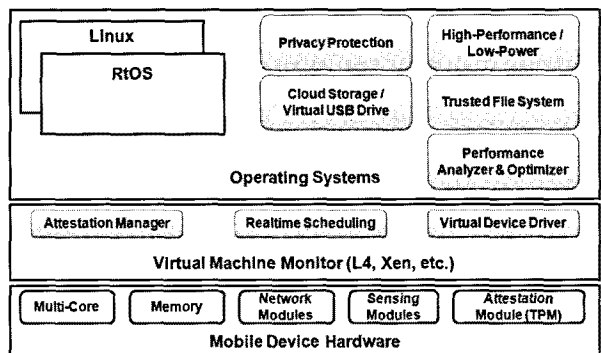 Linux
RtOS
Privacy Protection
High-Performance /
Low-Power
Cloud Storage /
Virtual USB Drive
Trusted File System
Performance
Analyzer & Optimizer
Operating Systems
Attestation Manager
Realtime Scheduling
Virtual Device Driver
Virtual Machine Monitor (L4, Xen, etc.)
Multi-Core
Memory
Network
Modules
Sensing
Modules
Attestation
Module (TPM)
Mobile Device Hardware